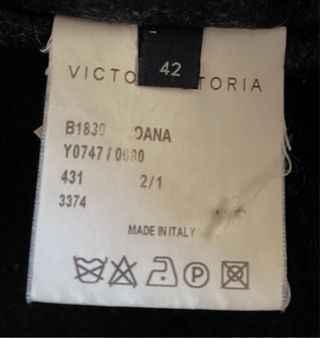 42
VICTO TORIA
B1830 DANA
Y0747 / 0680
431 2/1
3374
MADE IN ITALY
P